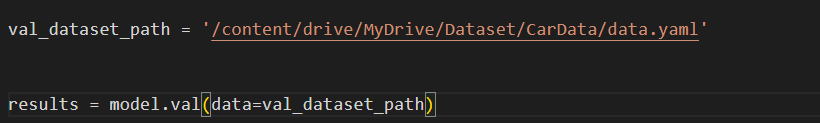 val_dataset_path = '/content/drive/MyDrive/Dataset/CarData/data.yaml'
results = model.val(data=val_dataset_path)